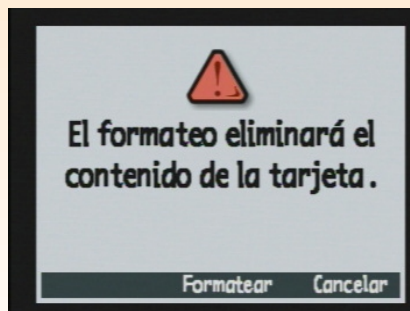 El formateo eliminará el
contenido de la tarjeta.
Formatear Cancelar